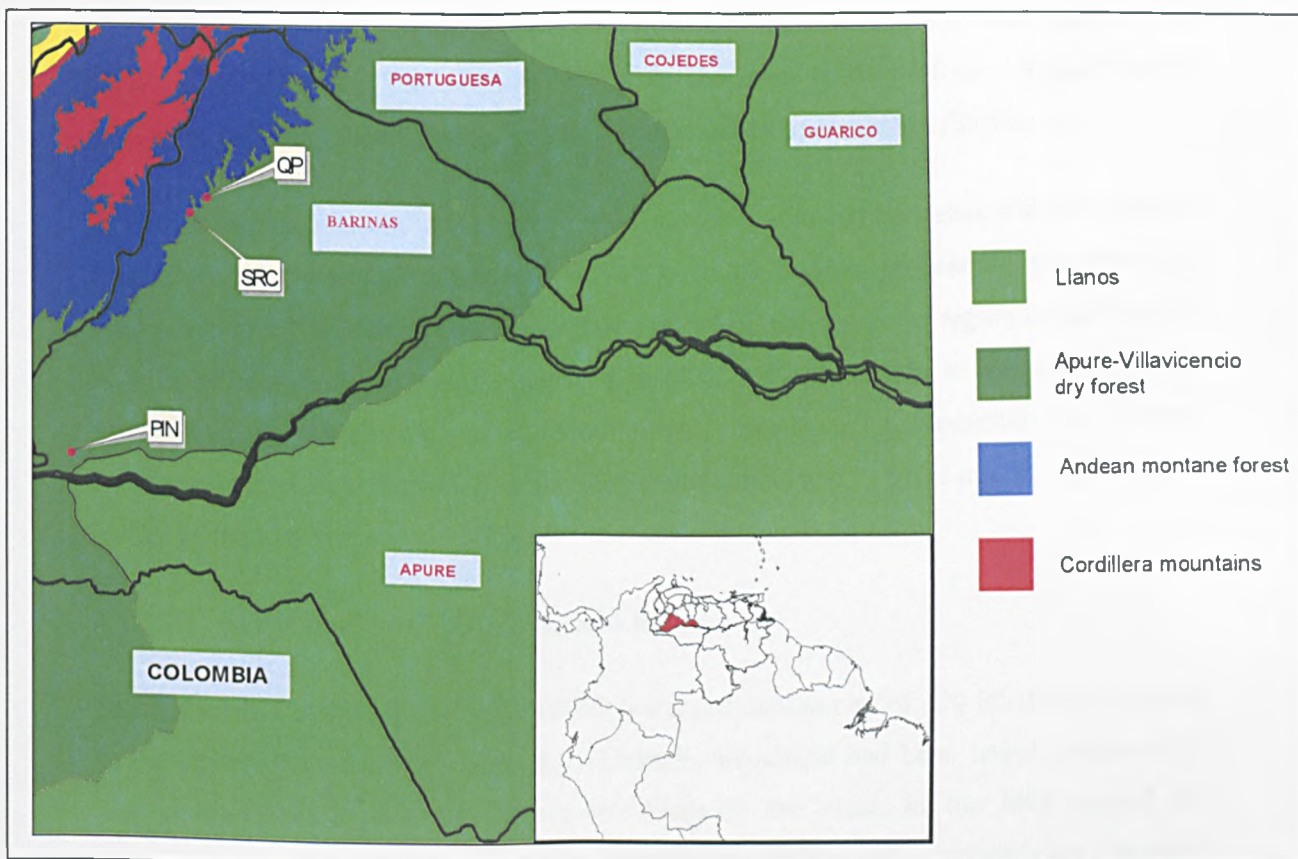 PORTUGUESA
COJEDES
GUARICO
QP
BARINAS
SRC
PIN
APURE
COLOMBIA
Llanos
Apure-Villavicencio
dry forest
Andean montane forest
Cordillera mountains